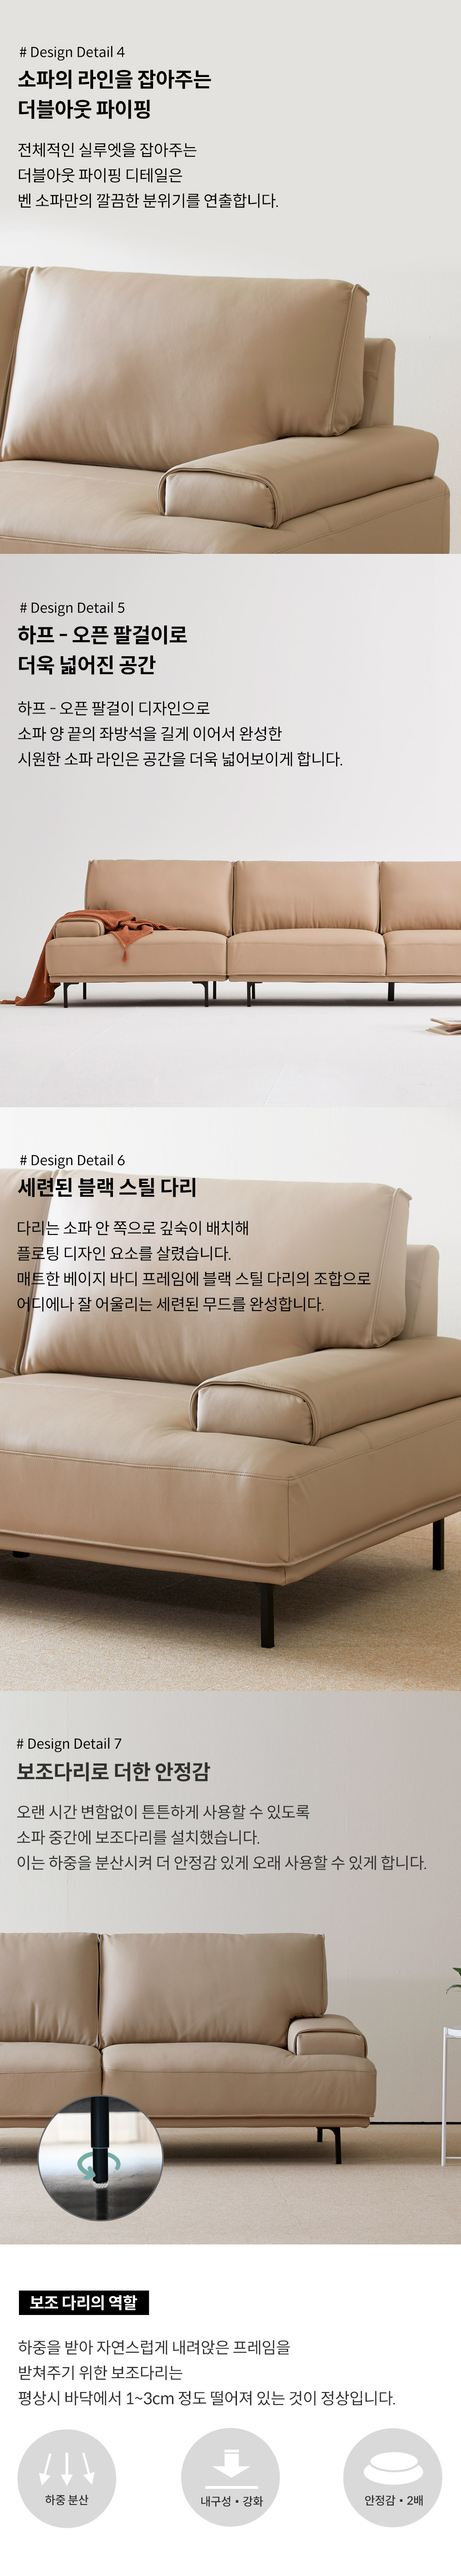 # Design Detail 4
소파의 라인을 잡아주는
더블아웃 파이핑
전체적인 실루엣을 잡아주는
더블아웃 파이핑 디테일은
벤 소파만의 깔끔한 분위기를 연출합니다.
# Design Detail 5
하프 - 오픈 팔걸이로
더욱 넓어진 공간
하프 - 오픈 팔걸이 디자인으로
소파 양 끝의 좌방석을 길게 이어서 완성한
시원한 소파 라인은 공간을 더욱 넓어보이게 합니다.
# Design Detail 6
세련된 블랙 스틸 다리
다리는 소파 안 쪽으로 깊숙이 배치해
플로팅 디자인 요소를 살렸습니다.
매트한 베이지 바디 프레임에 블랙 스틸 다리의 조합으로
어디에나 잘 어울리는 세련된 무드를 완성합니다.
# Design Detail 7
보조다리로 더한 안정감
오랜 시간 변함없이 튼튼하게 사용할 수 있도록
소파 중간에 보조다리를 설치했습니다.
이는 하중을 분산시켜 더 안정감 있게 오래 사용할 수 있게 합니다.
보조 다리의 역할
하중을 받아 자연스럽게 내려앉은 프레임을
받쳐주기 위한 보조다리는
평상시 바닥에서 1~3cm 정도 떨어져 있는 것이 정상입니다.
하중 분산
내구성 • 강화
안정감 • 2배